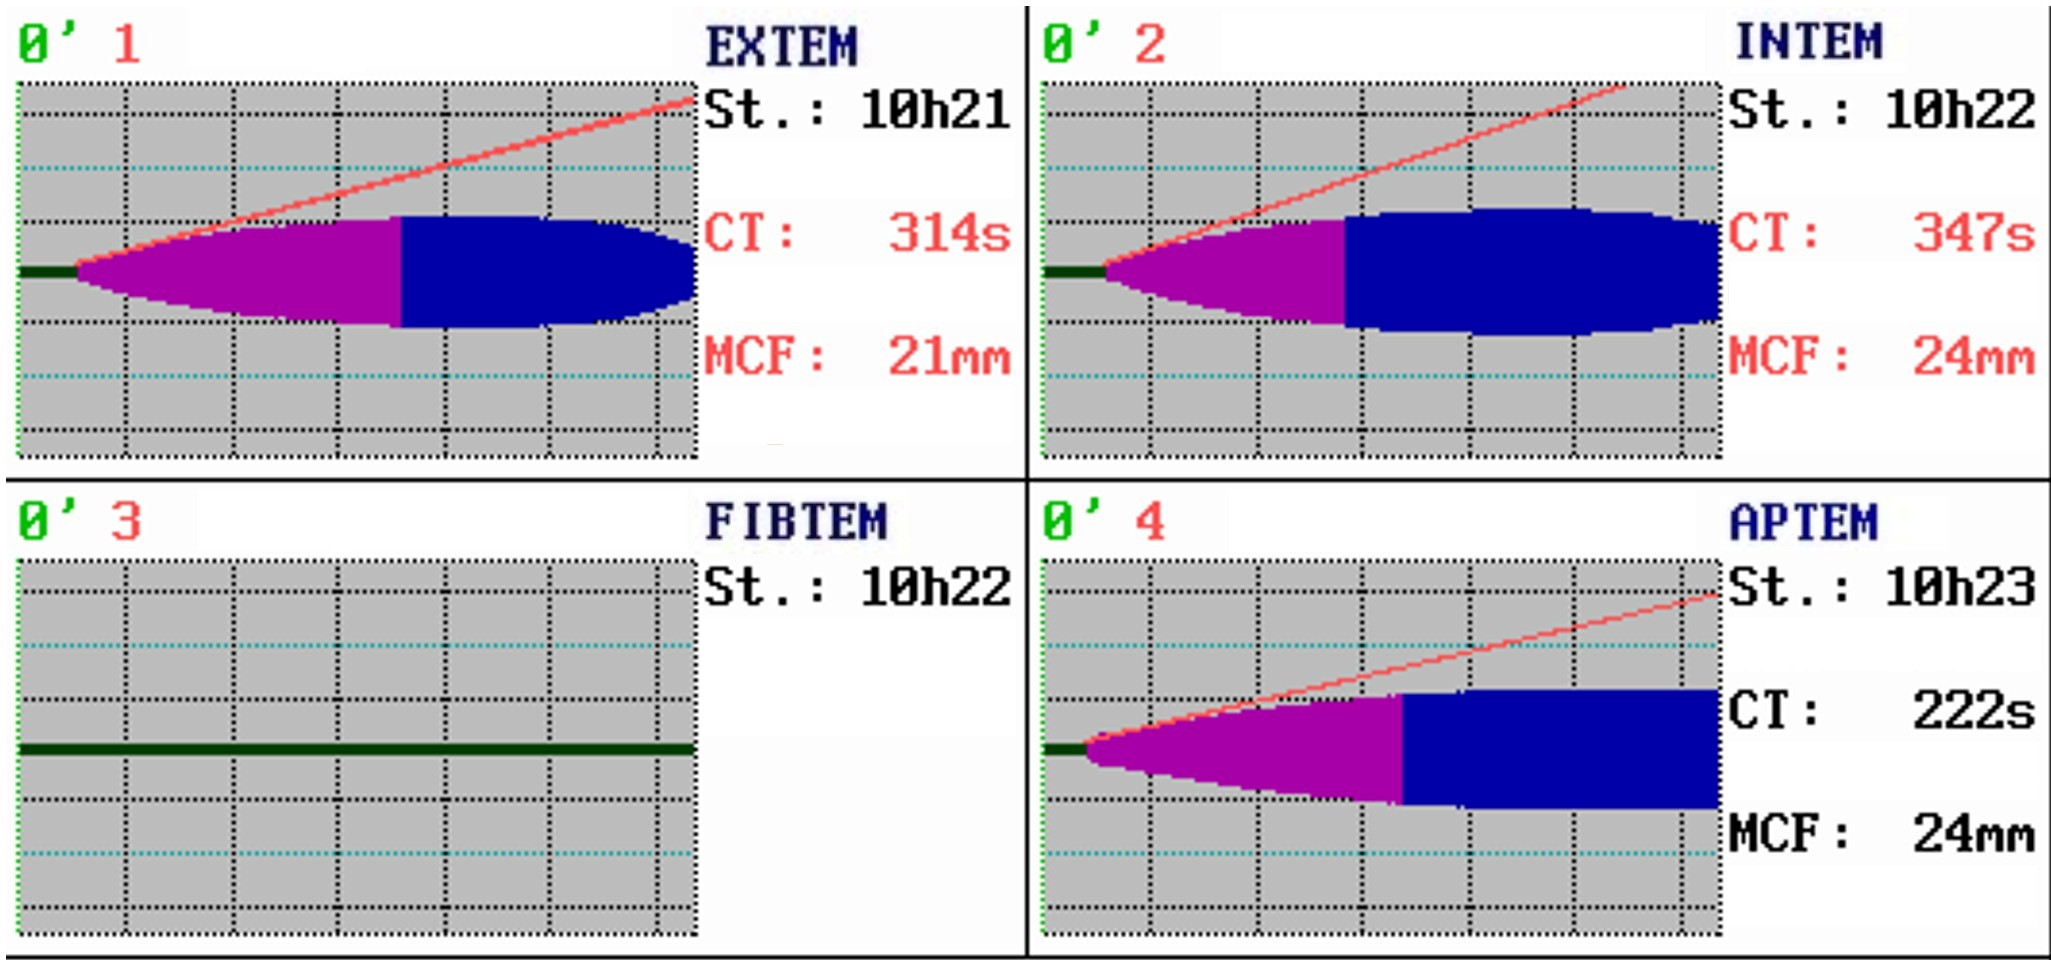 0' 1
EXTEM
St.: 10h21
CT: 314s
MCF: 21mm
0' 2
INTEM
St.: 10h22
CT: 347s
MCF: 24mm
0' 3
FIBTEM
St.: 10h22
0' 4
APTEM
St.: 10h23
CT: 222s
MCF: 24mm